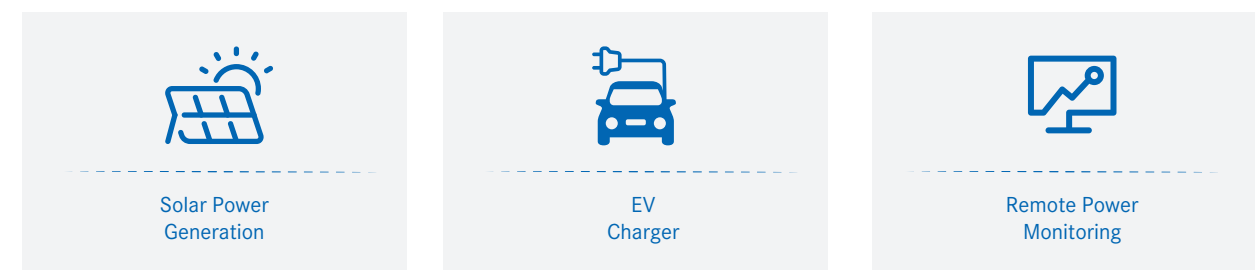 Solar Power
Generation
EV
Charger
Remote Power
Monitoring